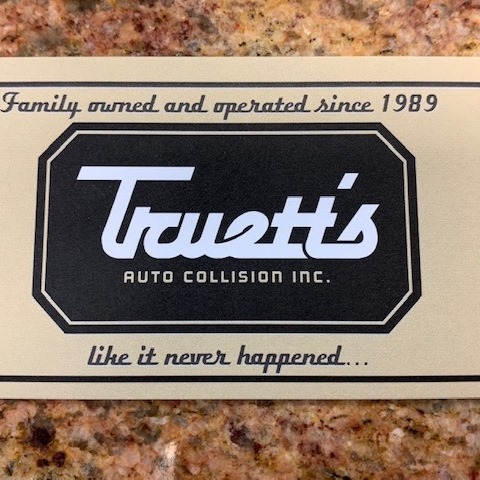 Family owned and operated since 1989
Truett's
AUTO COLLISION INC.
like it never happened...